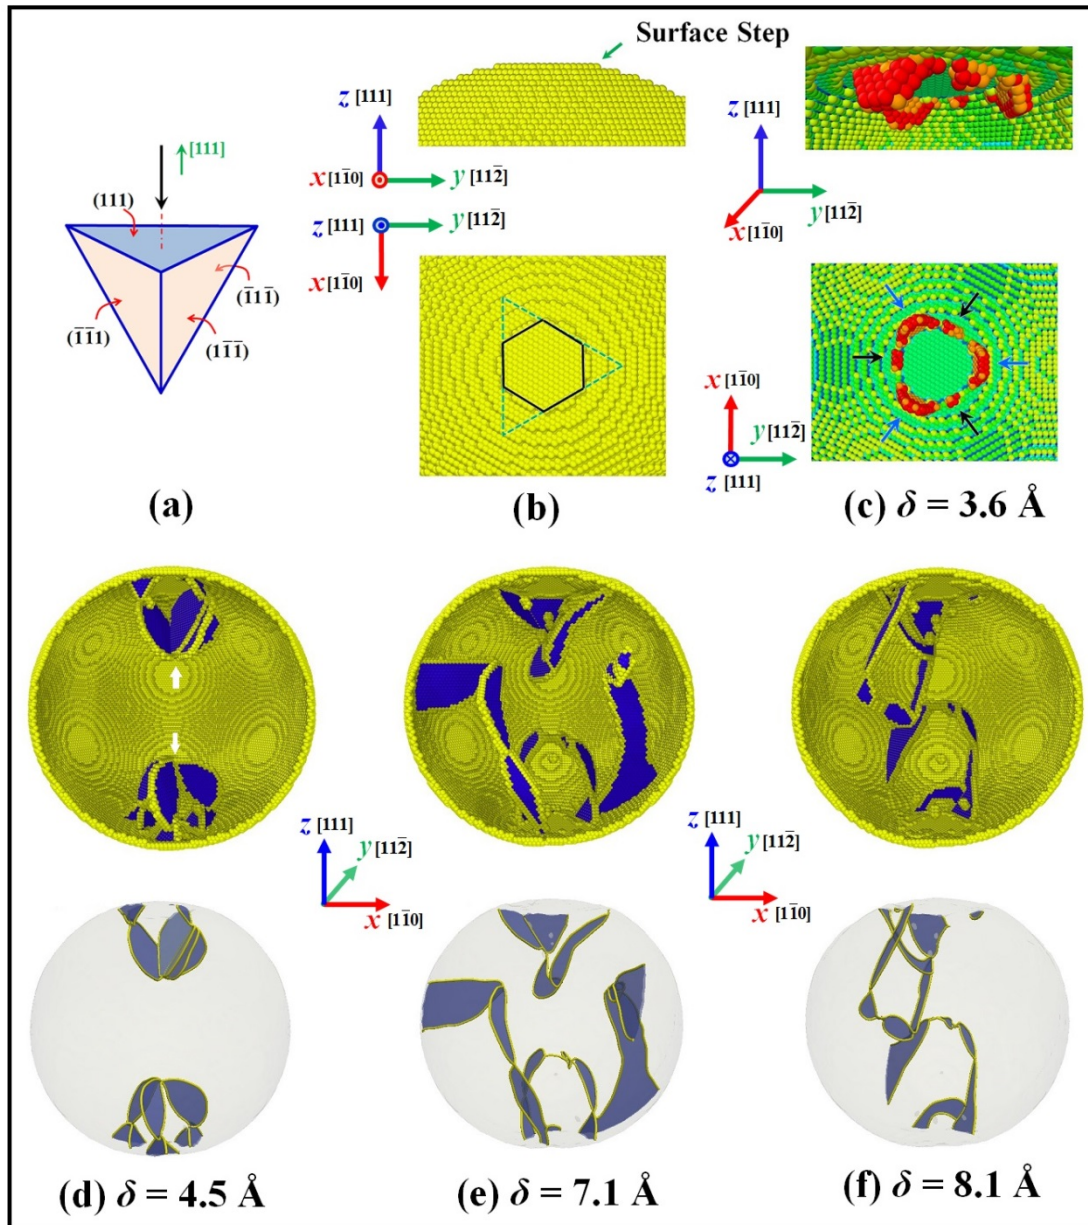 Surface Step
z [111]
x [11̅0]
y [112̅]
z [111]
y [112̅]
x [11̅0]
[111]
(111)
(1̅11̅)
(1̅1̅1)
(11̅1̅)
z [111]
y [112̅]
x [11̅0]
x [11̅0]
y [112̅]
z [111]
(a)
(b)
(c) δ = 3.6 Å
z [111]
y [112̅]
x [11̅0]
z [111]
y [112̅]
x [11̅0]
(d) δ = 4.5 Å
(e) δ = 7.1 Å
(f) δ = 8.1 Å